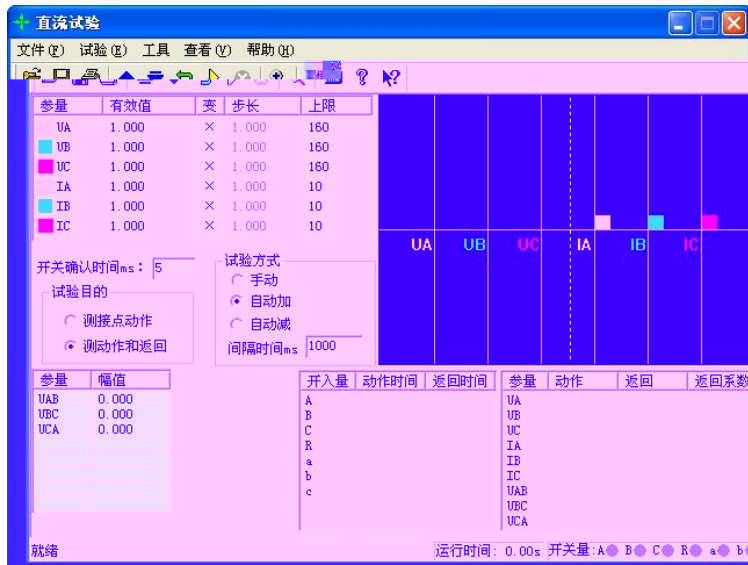 直流试验
文件(F) 试验(E) 工具 查看(V) 帮助(H)
参量 有效值 变 步长 上限
UA 1.000 × 1.000 160
UB 1.000 × 1.000 160
UC 1.000 × 1.000 160
IA 1.000 × 1.000 10
IB 1.000 × 1.000 10
IC 1.000 × 1.000 10
UA UB UC IA IB IC
开关确认时间ms: 5
试验方式
手动
自动加
自动减
间隔时间ms 1000
试验目的
测接点动作
测动作和返回
参量 幅值
UAB 0.000
UBC 0.000
UCA 0.000
开入量 动作时间 返回时间
A
B
C
R
a
b
c
参量 动作 返回 返回系数
UA
UB
UC
IA
IB
IC
UAB
UBC
UCA
就绪 运行时间: 0.00s 开关量:A B C R a b